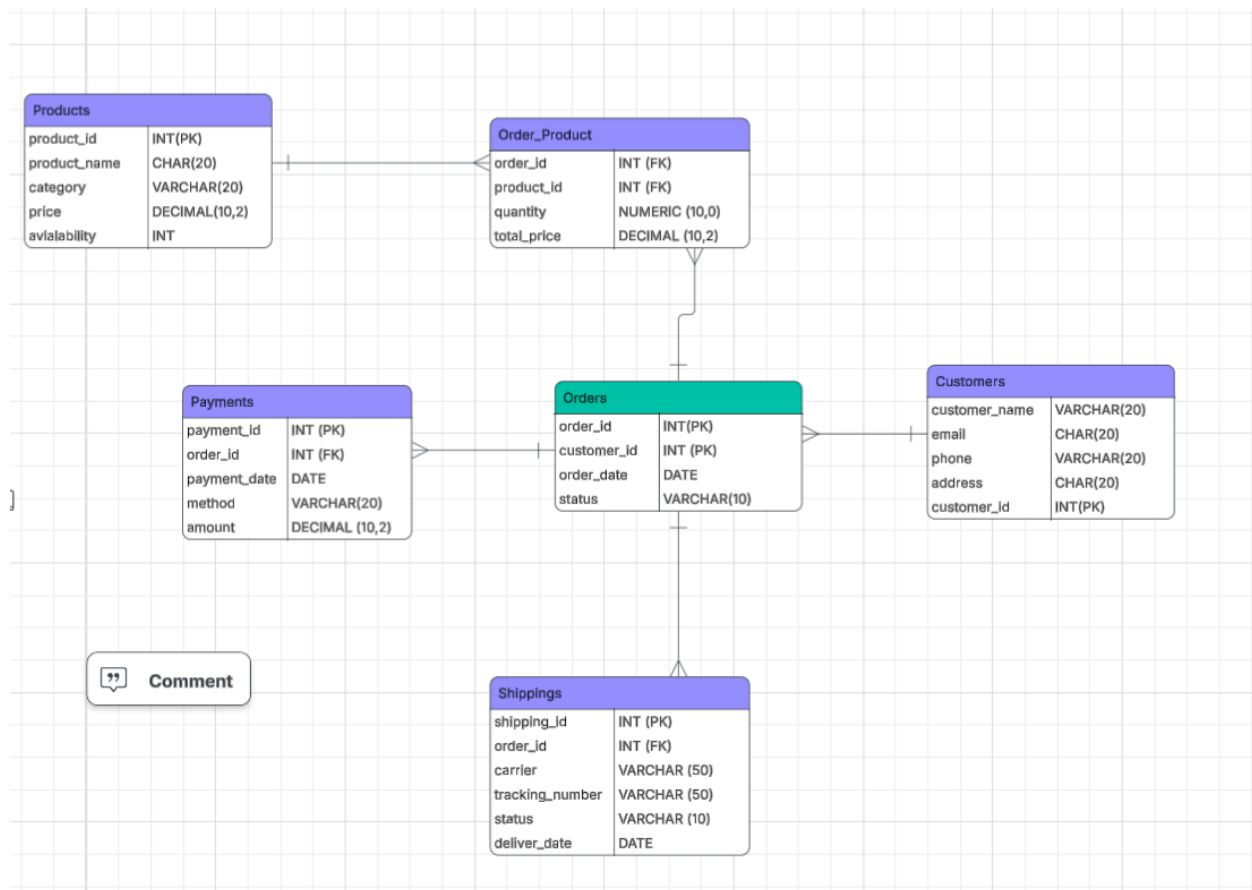 Products
product_id INT(PK)
product_name CHAR(20)
category VARCHAR(20)
price DECIMAL(10,2)
avialability INT
Order_Product
order_id INT (FK)
product_id INT (FK)
quantity NUMERIC (10,0)
total_price DECIMAL (10,2)
Payments
payment_id INT (PK)
order_id INT (FK)
payment_date DATE
method VARCHAR(20)
amount DECIMAL (10,2)
Orders
order_id INT(PK)
customer_id INT (PK)
order_date DATE
status VARCHAR(10)
Customers
customer_name VARCHAR(20)
email CHAR(20)
phone VARCHAR(20)
address CHAR(20)
customer_id INT(PK)
Comment
Shippings
shipping_id INT (PK)
order_id INT (FK)
carrier VARCHAR (50)
tracking_number VARCHAR (50)
status VARCHAR (10)
deliver_date DATE